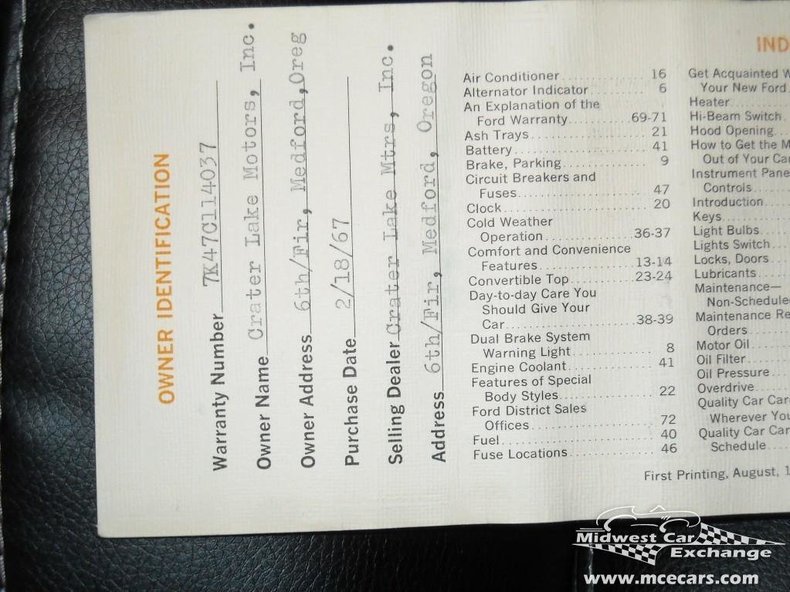 OWNER IDENTIFICATION
Warranty Number 7K47C114037
Owner Name Crater Lake Motors, Inc.
Owner Address 6th/Fir, Medford,Oreg
Purchase Date 2/18/67
Selling Dealer Crater Lake Mtrs, Inc.
Address 6th/Fir, Medford, Oregon
IND
Air Conditioner 16
Alternator Indicator 6
An Explanation of the
Ford Warranty 69-71
Ash Trays 21
Battery 41
Brake, Parking 9
Circuit Breakers and
Fuses 47
Clock 20
Cold Weather
Operation 36-37
Comfort and Convenience
Features 13-14
Convertible Top 23-24
Day-to-day Care You
Should Give Your
Car 38-39
Dual Brake System
Warning Light 8
Engine Coolant 41
Features of Special
Body Styles 22
Ford District Sales
Offices 72
Fuel 40
Fuse Locations 46
Get Acquainted W
Your New Ford
Heater
Hi-Beam Switch
Hood Opening
How to Get the M
Out of Your Ca
Instrument Pane
Controls
Introduction
Keys
Light Bulbs
Lights Switch
Locks, Doors
Lubricants
Maintenance—
Non-Schedule
Maintenance Re
Orders
Motor Oil
Oil Filter
Oil Pressure
Overdrive
Quality Car Car
Wherever You
Quality Car Car
Schedule
First Printing, August, 1
Midwest Car
Exchange
www.mcecars.com